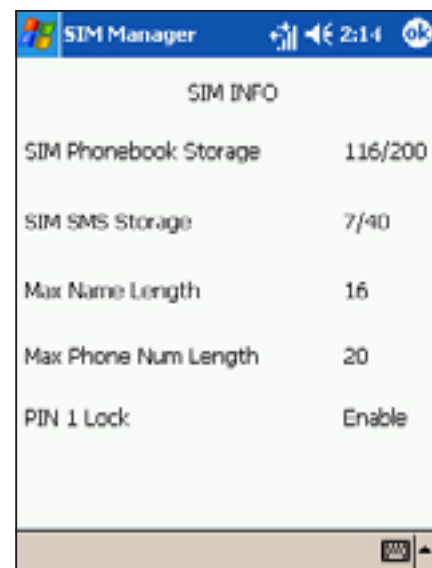 SIM Manager 2:14 ok
SIM INFO
SIM Phonebook Storage 116/200
SIM SMS Storage 7/40
Max Name Length 16
Max Phone Num Length 20
PIN 1 Lock Enable